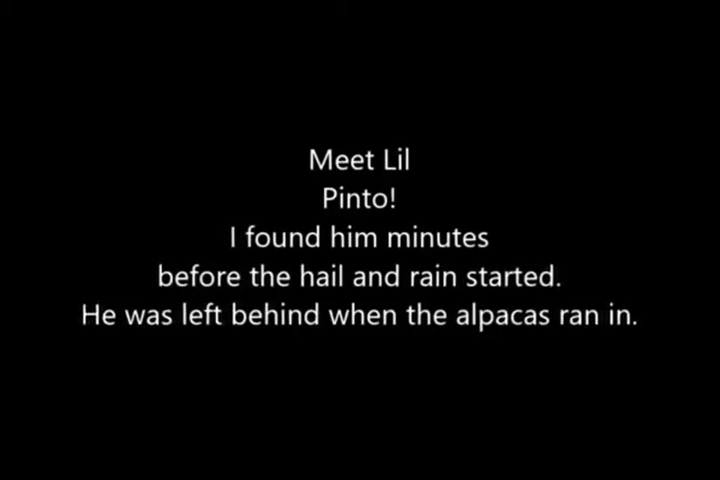 Meet Lil
Pinto!
I found him minutes
before the hail and rain started.
He was left behind when the alpacas ran in.